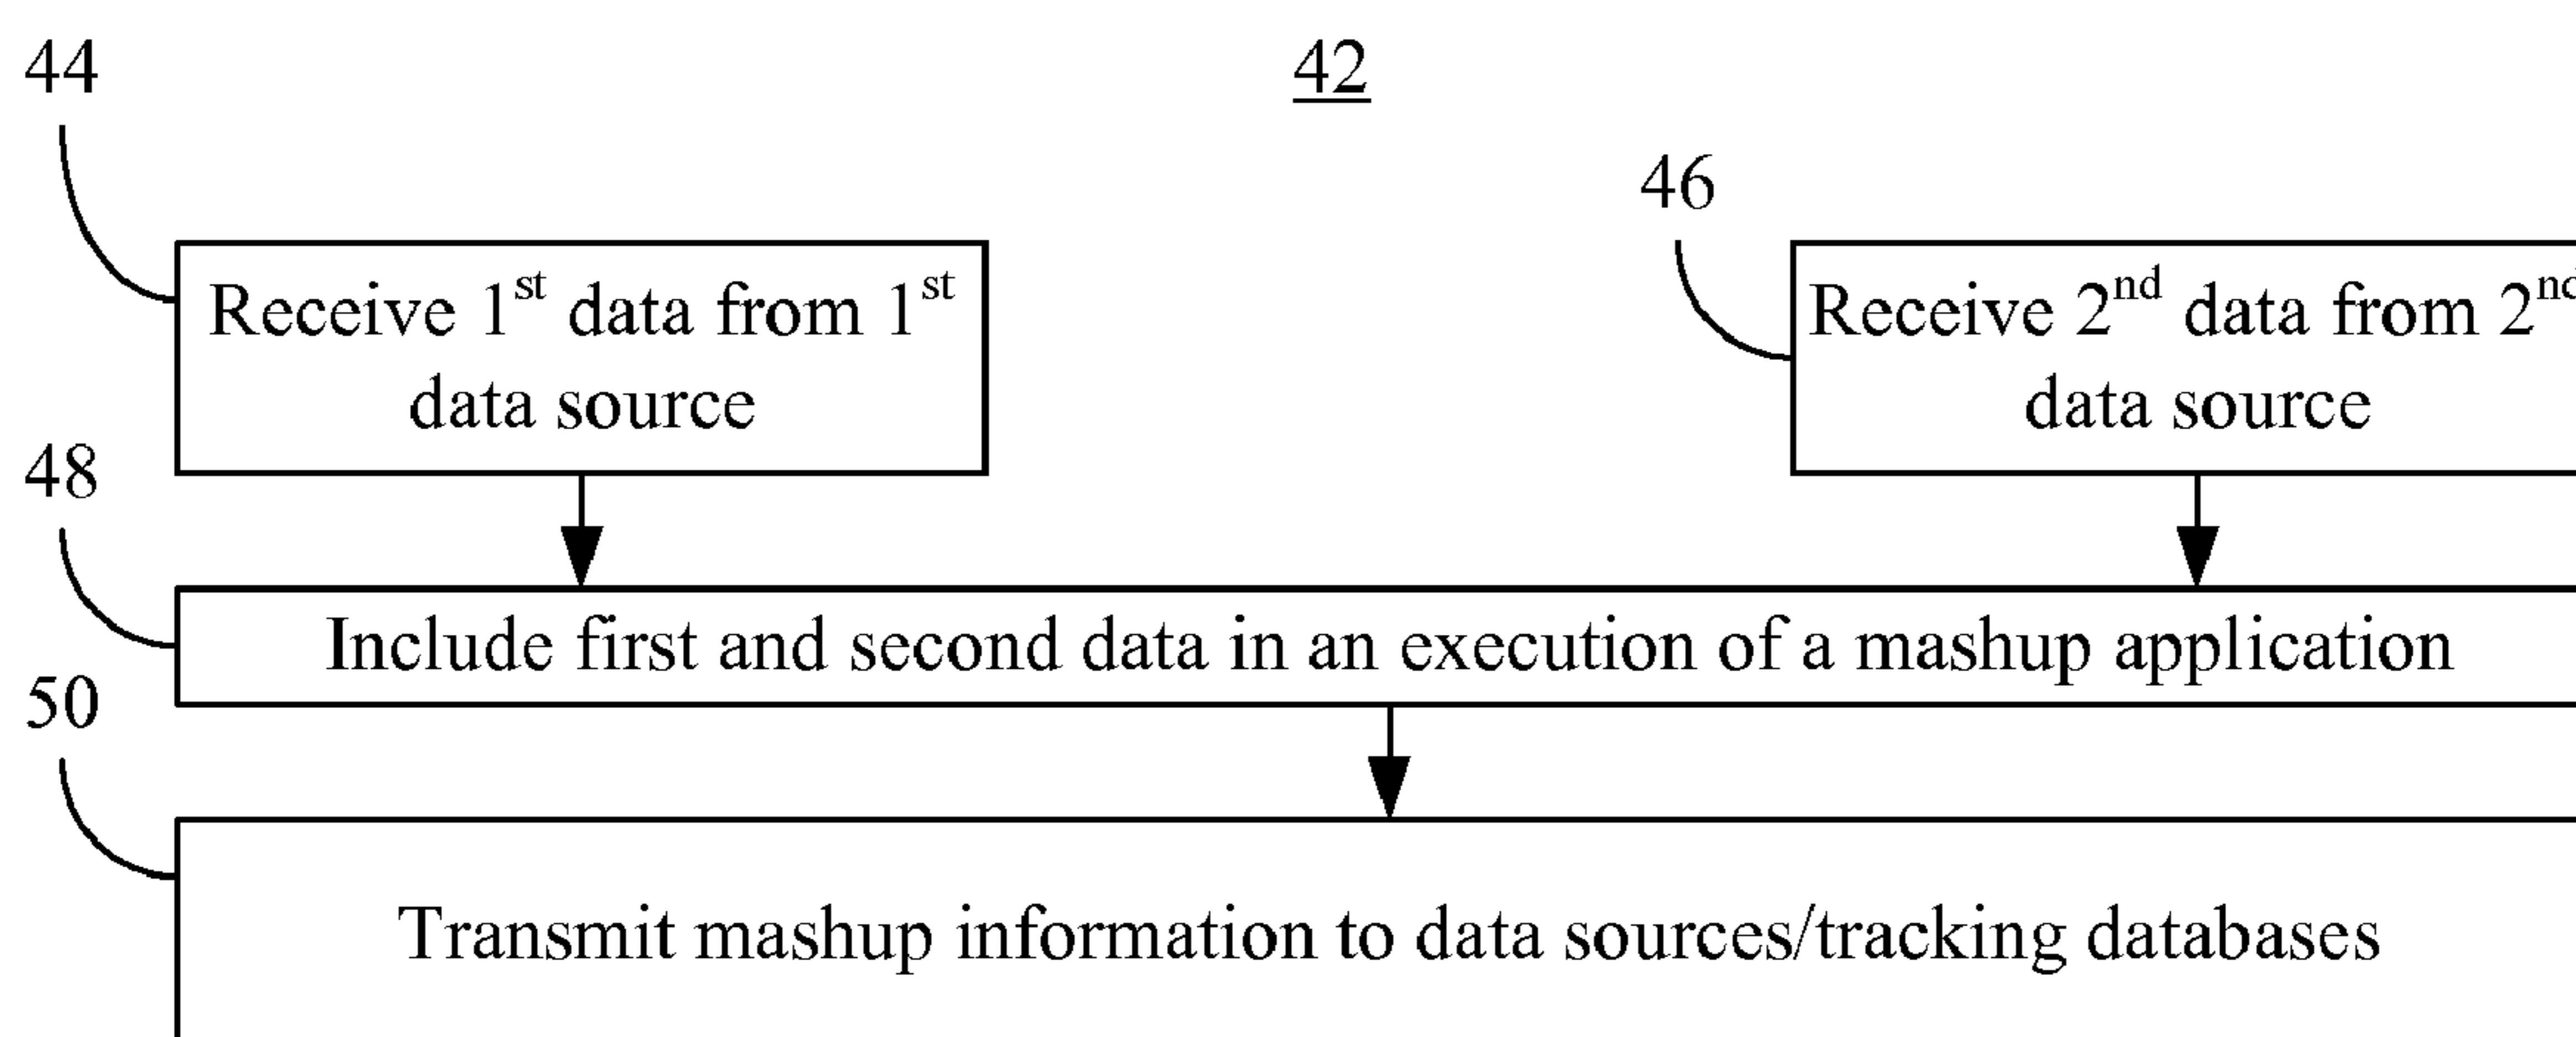 44
42
46
Receive 1st data from 1st
data source
Receive 2nd data from 2nd
data source
48
Include first and second data in an execution of a mashup application
50
Transmit mashup information to data sources/tracking databases